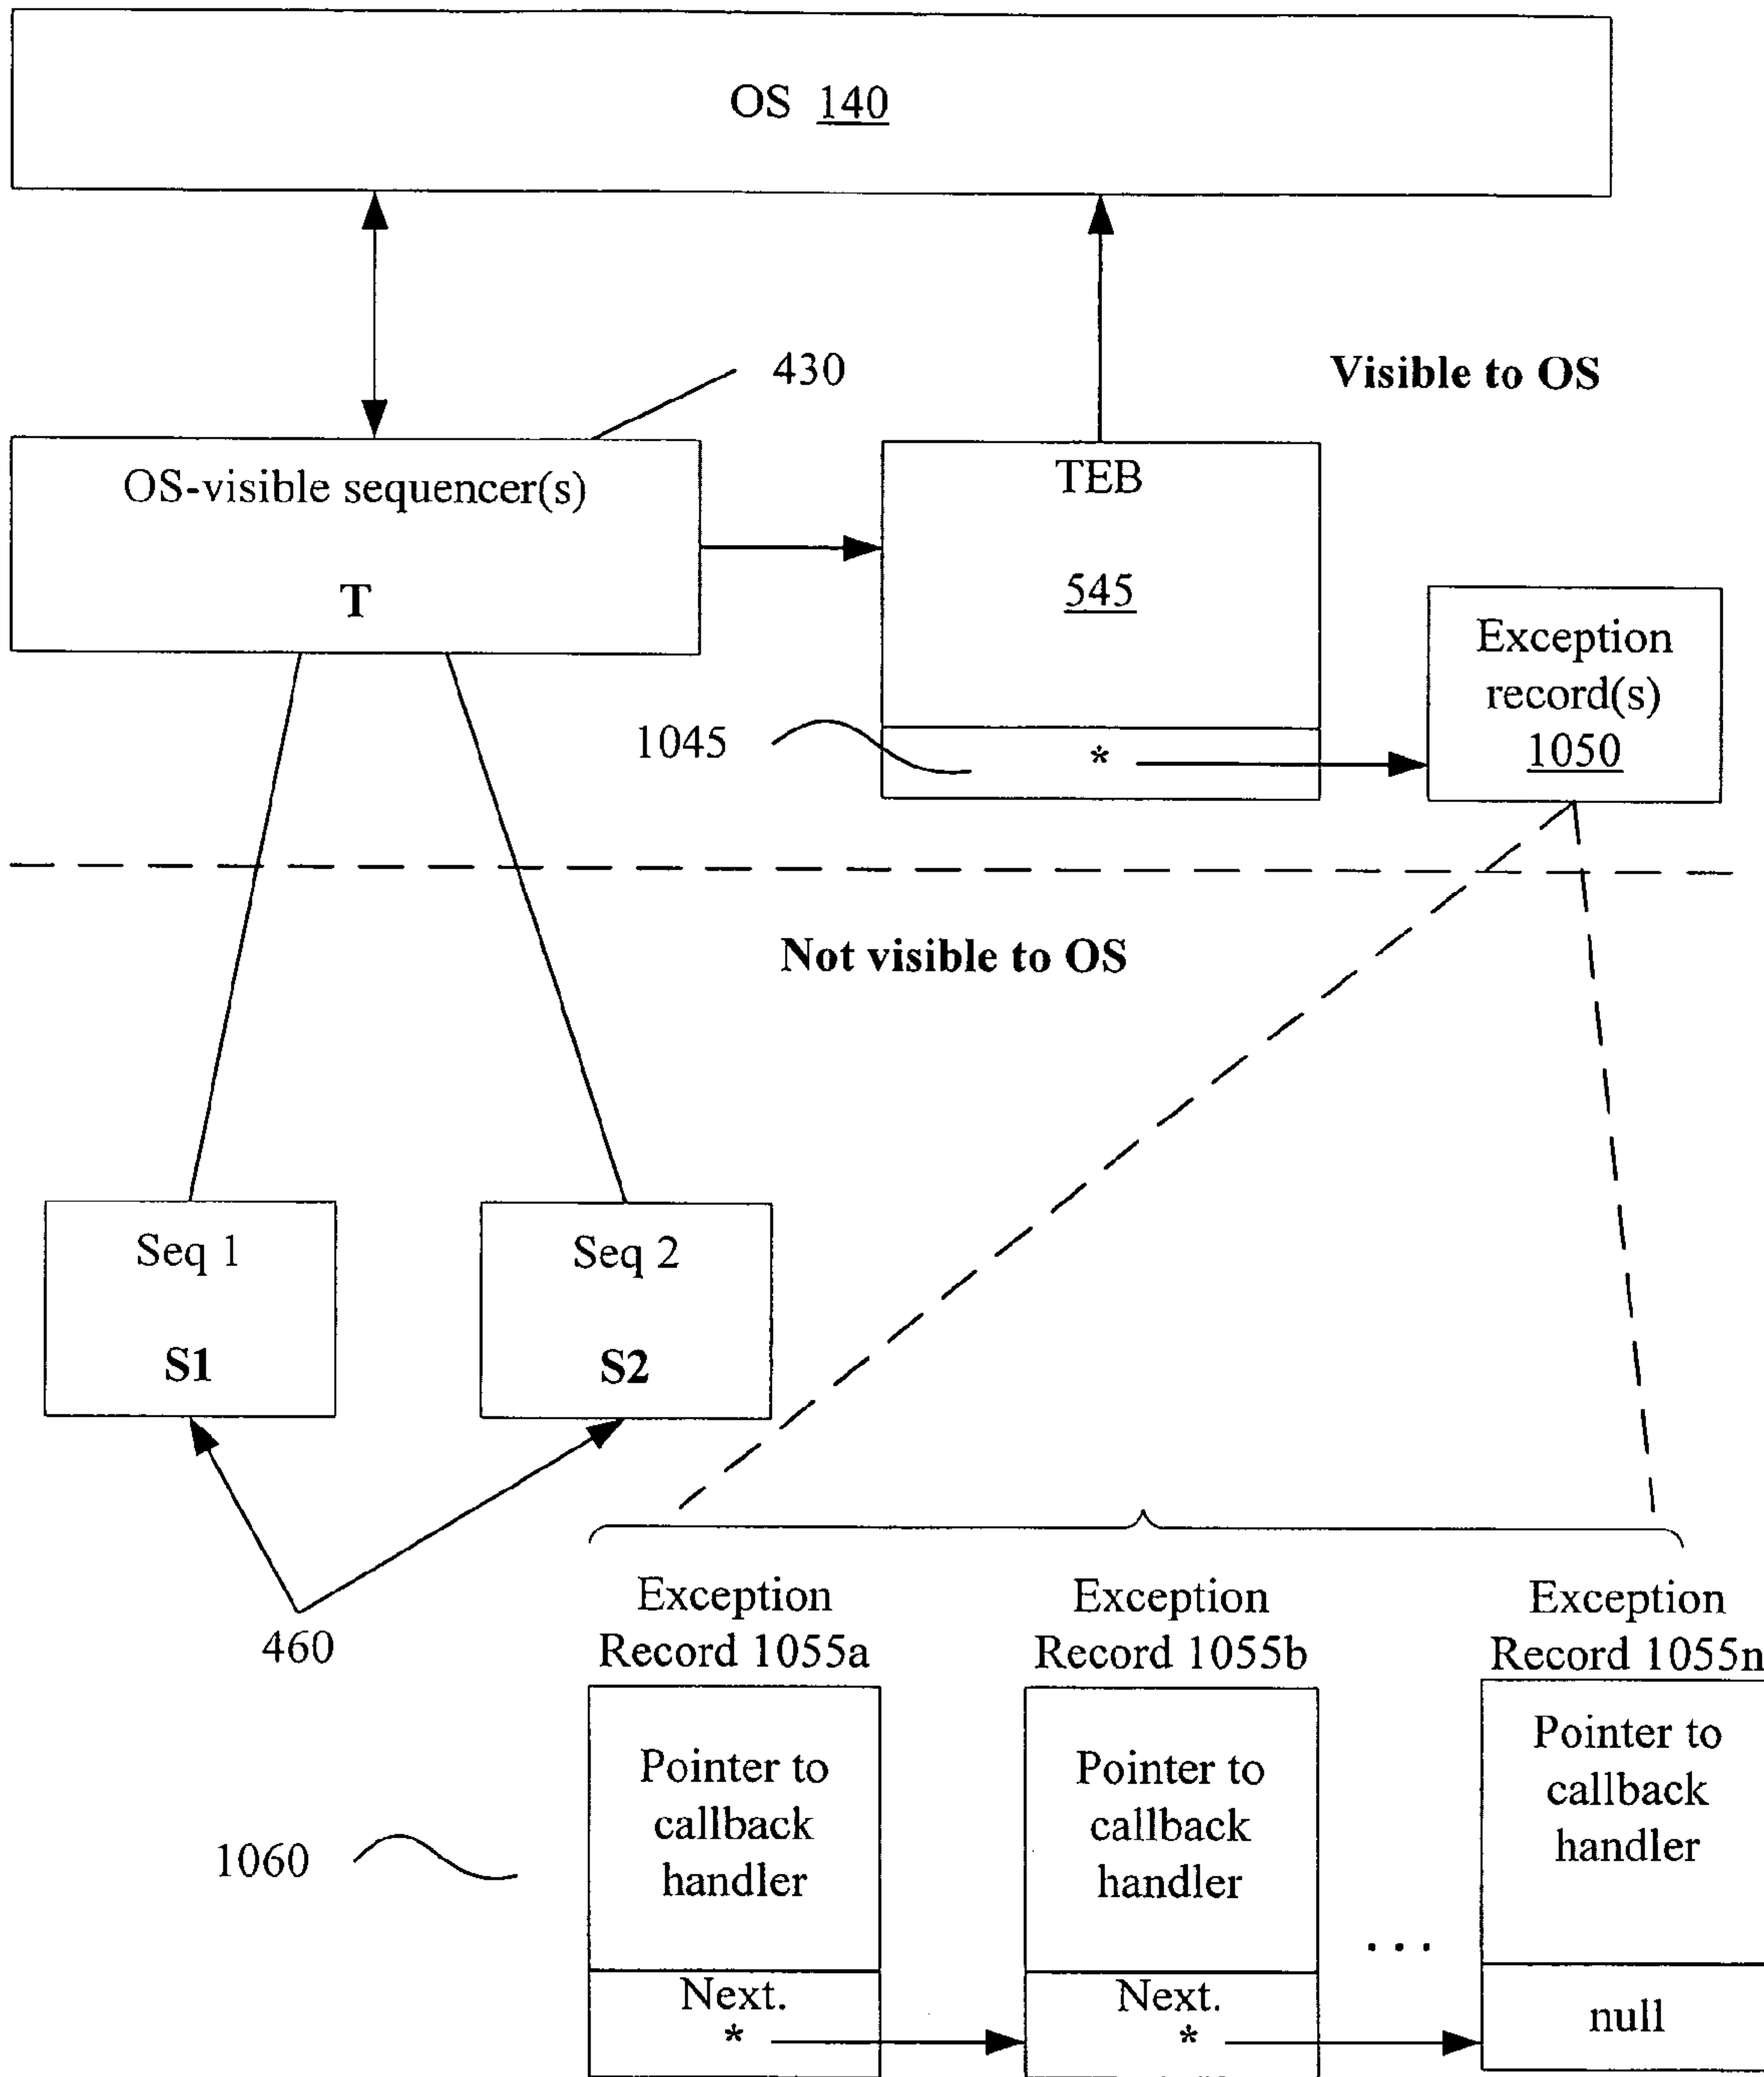 OS 140
430
Visible to OS
OS-visible sequencer(s)
T
TEB
545
Exception
record(s)
1050
1045
*
Not visible to OS
Seq 1
S1
Seq 2
S2
460
Exception
Record 1055a
Exception
Record 1055b
Exception
Record 1055n
1060
Pointer to
callback
handler
Next.
*
Pointer to
callback
handler
Next.
*
...
Pointer to
callback
handler
null